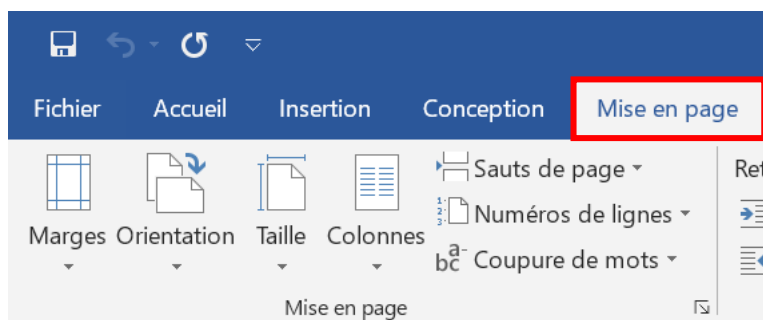 Fichier Accueil Insertion Conception Mise en page
Sauts de page
Numéros de lignes
Coupure de mots
Marges Orientation Taille Colonnes
Mise en page